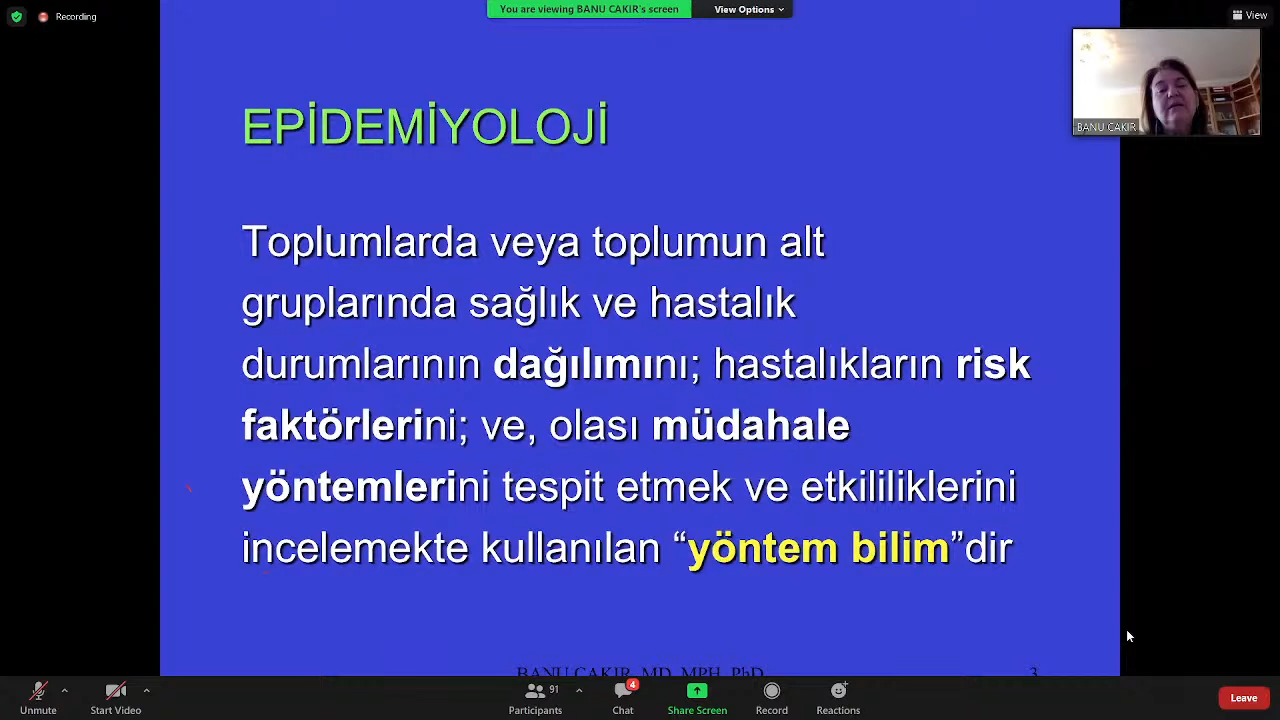 Recording
You are viewing BANU CAKIR's screen
View Options
View
BANU CAKIR
EPİDEMİYOLOJİ
Toplumlarda veya toplumun alt
gruplarında sağlık ve hastalık
durumlarının dağılımını; hastalıkların risk
faktörlerini; ve, olası müdahale
yöntemlerini tespit etmek ve etkililiklerini
incelemekte kullanılan “yöntem bilim”dir
BANU CAKIR, MD, MPH, PhD
3
Unmute
Start Video
91
Participants
4
Chat
Share Screen
Record
Reactions
Leave